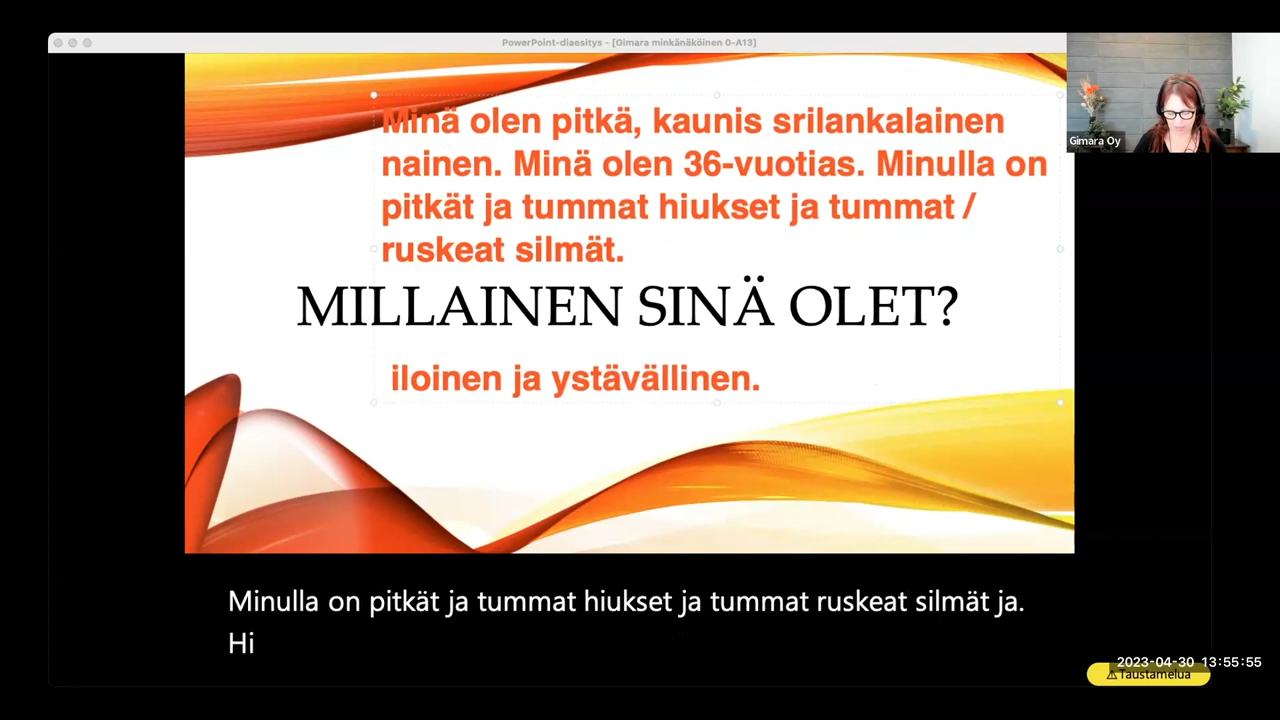 PowerPoint-diaesitys - [Gimara minkänäköinen 0-A13]
Gimara Oy
Minä olen pitkä, kaunis srilankalainen
nainen. Minä olen 36-vuotias. Minulla on
pitkät ja tummat hiukset ja tummat /
ruskeat silmät.
MILLAINEN SINÄ OLET?
iloinen ja ystävällinen.
Minulla on pitkät ja tummat hiukset ja tummat ruskeat silmät ja.
Hi
2023-04-30 13:55:55
⚠Taustamelua